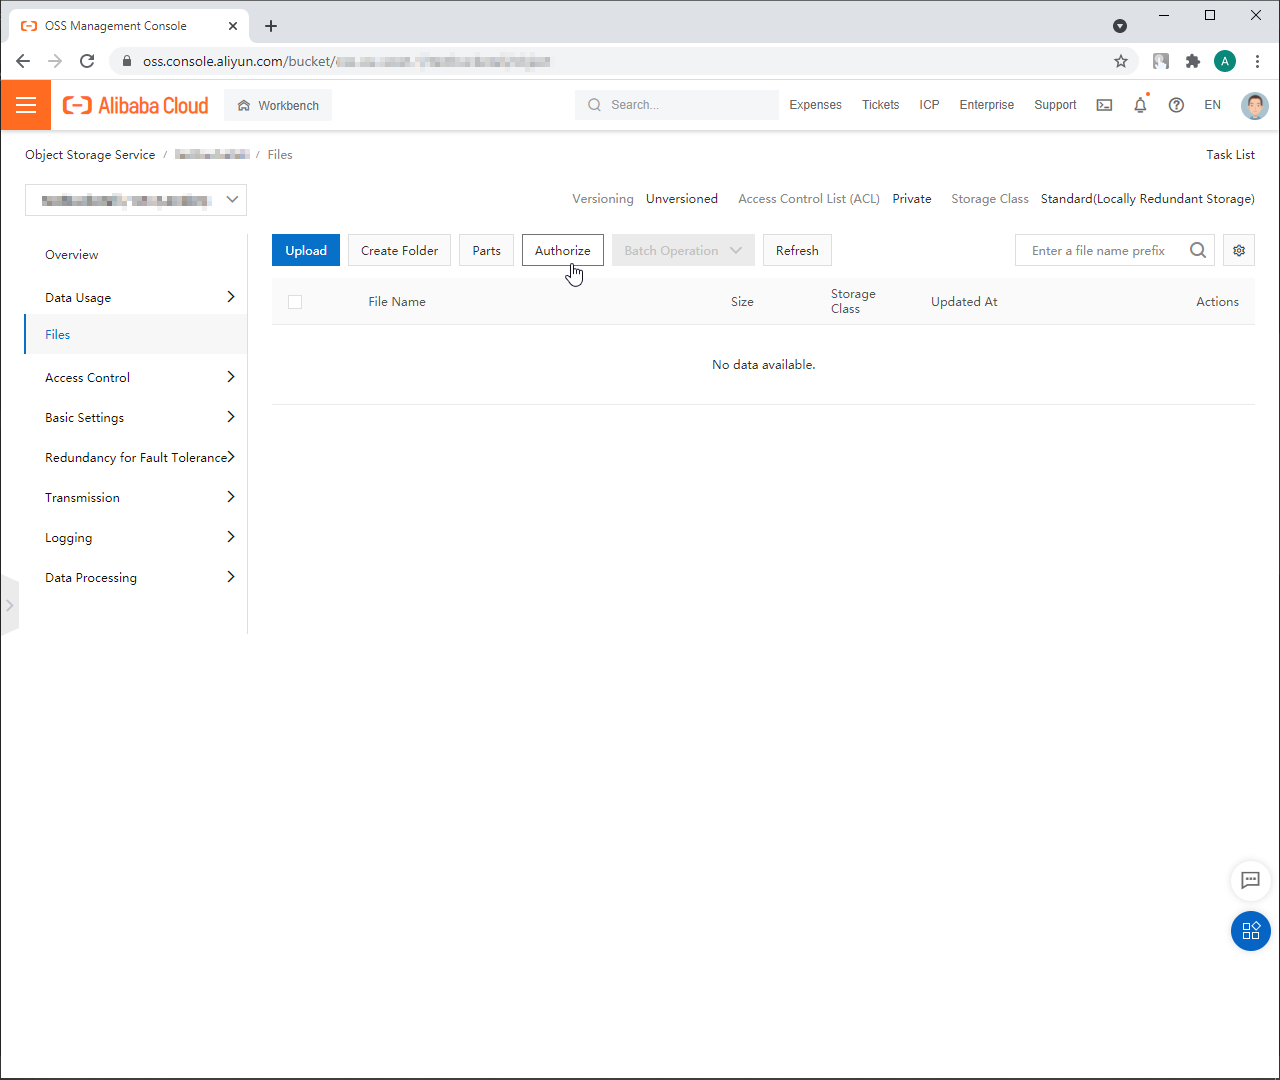 OSS Management Console
oss.console.aliyun.com/bucket/
A
Alibaba Cloud
Workbench
Search...
Expenses
Tickets
ICP
Enterprise
Support
EN
Object Storage Service / / Files
Task List
Versioning Unversioned Access Control List (ACL) Private Storage Class Standard(Locally Redundant Storage)
Upload
Create Folder
Parts
Authorize
Batch Operation
Refresh
Enter a file name prefix
Overview
Data Usage
Files
Access Control
Basic Settings
Redundancy for Fault Tolerance
Transmission
Logging
Data Processing
File Name
Size
Storage
Class
Updated At
Actions
No data available.